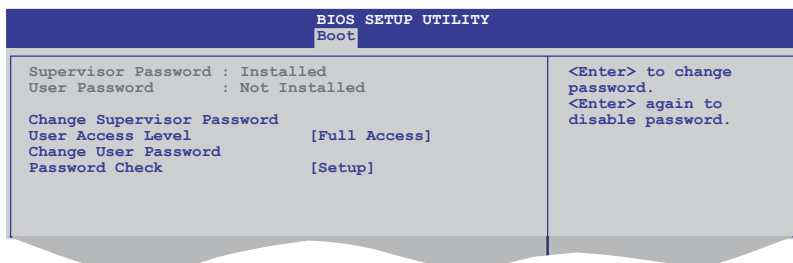 BIOS SETUP UTILITY
Boot
Supervisor Password : Installed
User Password : Not Installed
Change Supervisor Password
User Access Level [Full Access]
Change User Password
Password Check [Setup]
<Enter> to change
password.
<Enter> again to
disable password.